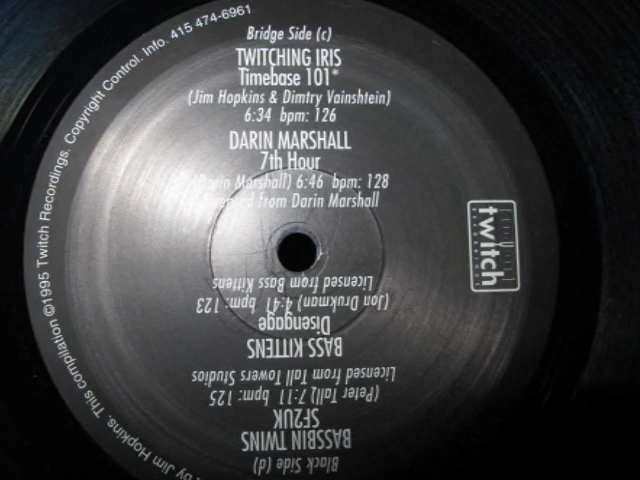 Bridge Side (c)
TWITCHING IRIS
Timebase 101*
(Jim Hopkins & Dimtry Vainshtein)
6:34 bpm: 126
DARIN MARSHALL
7th Hour
(Darin Marshall) 6:46 bpm: 128
Licensed from Darin Marshall
Black Side (d)
BASSBIN TWINS
SF2UK
(Peter Tall) 7:11 bpm: 125
Licensed from Tall Towers Studios
BASS KITTENS
Disengage
(Jon Drukman) 4:41 bpm: 123
Licensed from Bass Kittens
twitch
RECORDINGS
by Jim Hopkins. This compilation ©1995 Twitch Recordings. Copyright Control. Info. 415 474-6961